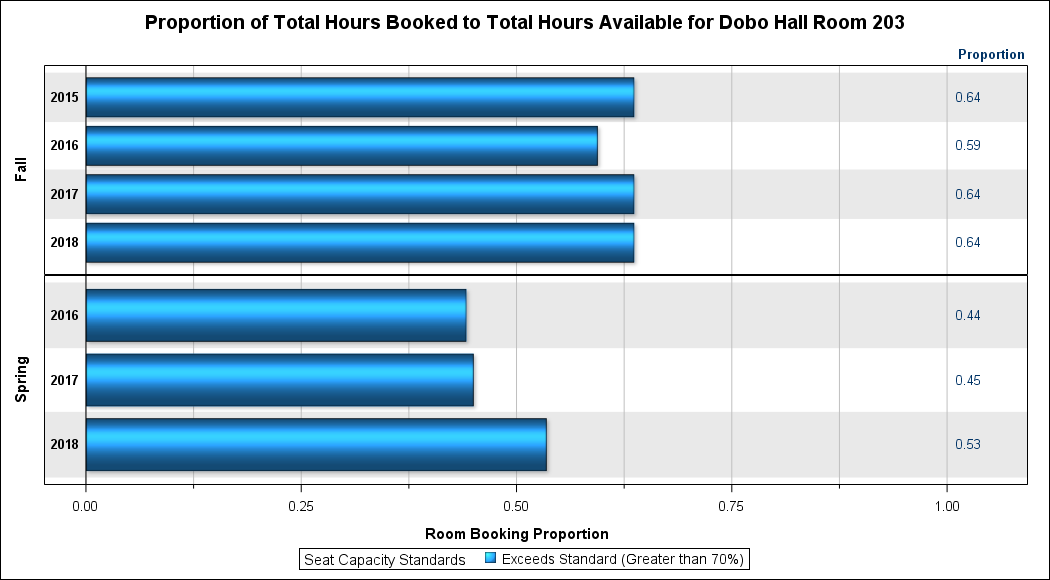 Proportion of Total Hours Booked to Total Hours Available for Dobo Hall Room 203
Proportion
Fall
2015 0.64
2016 0.59
2017 0.64
2018 0.64
Spring
2016 0.44
2017 0.45
2018 0.53
0.00 0.25 0.50 0.75 1.00
Room Booking Proportion
Seat Capacity Standards Exceeds Standard (Greater than 70%)